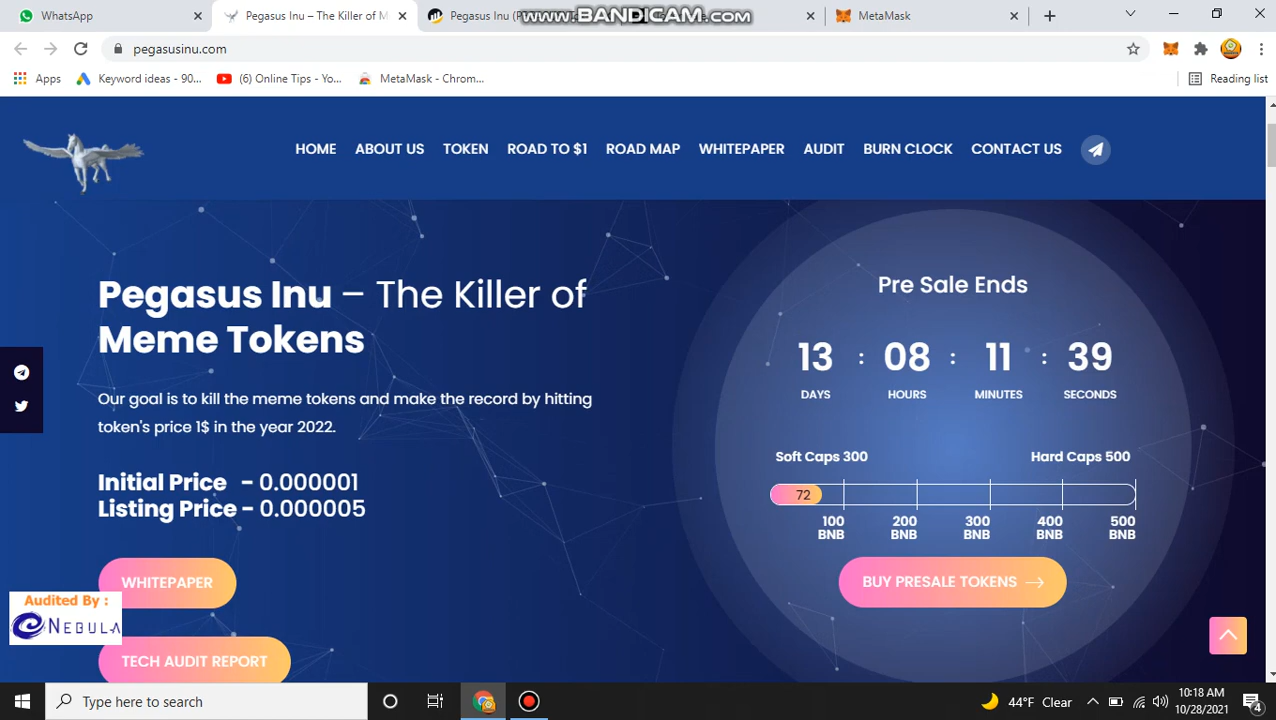 WhatsApp
Pegasus Inu – The Killer of M
Pegasus Inu (P
www.BANDICAM.com
MetaMask
pegasusinu.com
Apps
Keyword ideas - 90...
(6) Online Tips - Yo...
MetaMask - Chrom...
Reading list
HOME
ABOUT US
TOKEN
ROAD TO $1
ROAD MAP
WHITEPAPER
AUDIT
BURN CLOCK
CONTACT US
Pegasus Inu – The Killer of
Meme Tokens
Our goal is to kill the meme tokens and make the record by hitting
token's price 1$ in the year 2022.
Initial Price – 0.000001
Listing Price – 0.000005
WHITEPAPER
Audited By :
NEBULA
TECH AUDIT REPORT
Pre Sale Ends
13 : 08 : 11 : 39
DAYS HOURS MINUTES SECONDS
Soft Caps 300 Hard Caps 500
72
100 200 300 400 500
BNB BNB BNB BNB BNB
BUY PRESALE TOKENS
Type here to search
44°F Clear
10:18 AM
10/28/2021
4